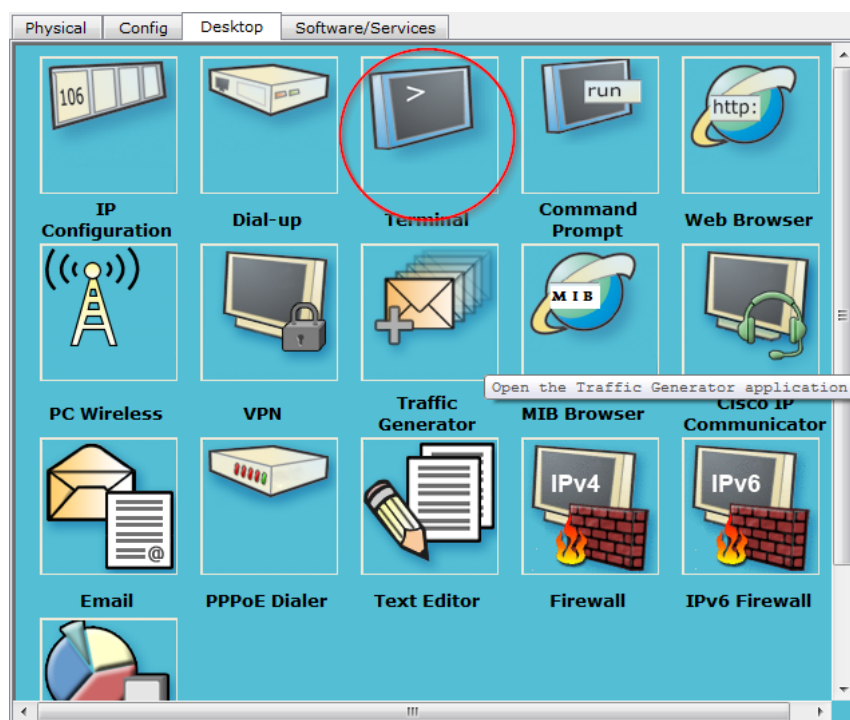 Physical Config Desktop Software/Services
106
>
run
http:
IP
Configuration
Dial-up
Terminal
Command
Prompt
Web Browser
MIB
Open the Traffic Generator application
PC Wireless
VPN
Traffic
Generator
MIB Browser
Cisco IP
Communicator
@
IPv4
IPv6
Email
PPPoE Dialer
Text Editor
Firewall
IPv6 Firewall